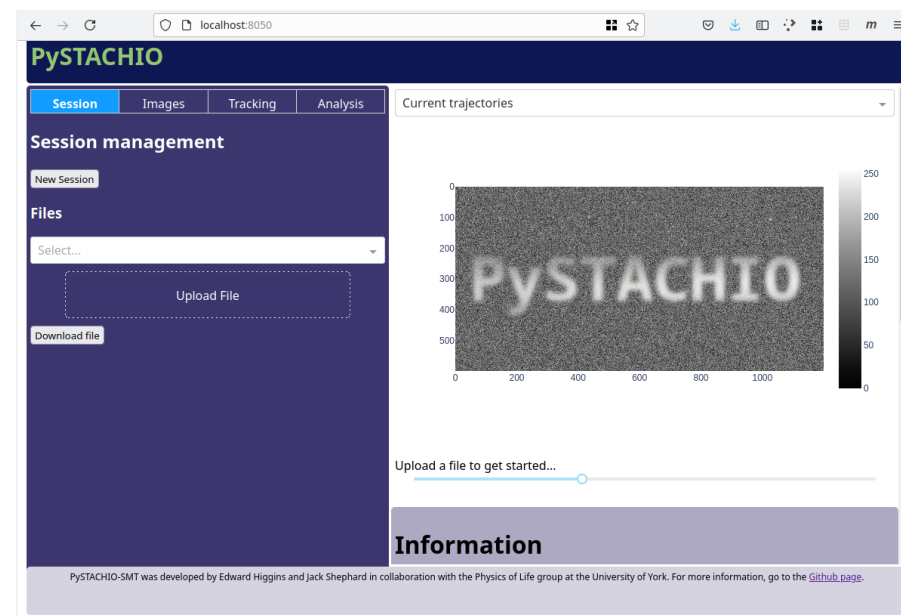 localhost:8050
m
PySTACHIO
Session Images Tracking Analysis
Session management
New Session
Files
Select...
Upload File
Download file
Current trajectories
0
100
200
300
400
500
0 200 400 600 800 1000
PySTACHIO
250
200
150
100
50
0
Upload a file to get started...
Information
PySTACHIO-SMT was developed by Edward Higgins and Jack Shephard in collaboration with the Physics of Life group at the University of York. For more information, go to the Github page.